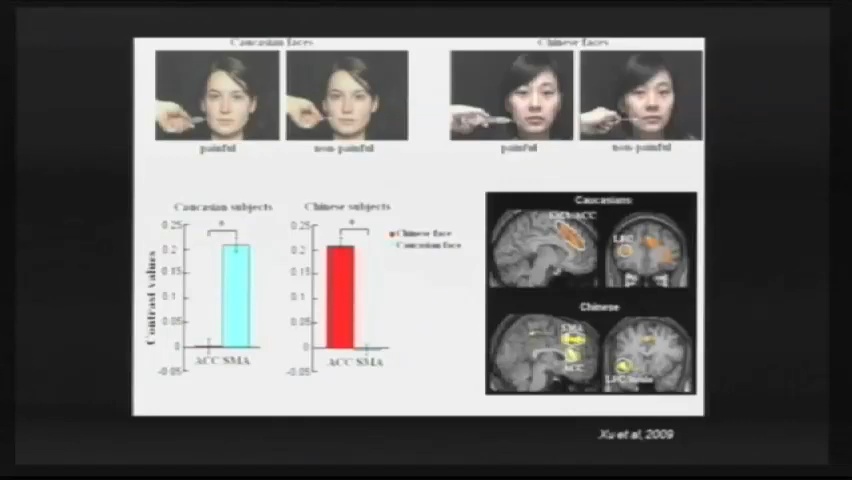 Caucasian faces
Chinese faces
painful
non-painful
painful
non-painful
Caucasian subjects
Chinese subjects
Contrast values
0.25
0.2
0.15
0.1
0.05
0
-0.05
*
ACC/SMA
0.25
0.2
0.15
0.1
0.05
0
-0.05
*
ACC/SMA
Chinese face
Caucasian face
Caucasians
SMA/ACC
LFC
Chinese
SMA
ACC
Xu et al, 2009